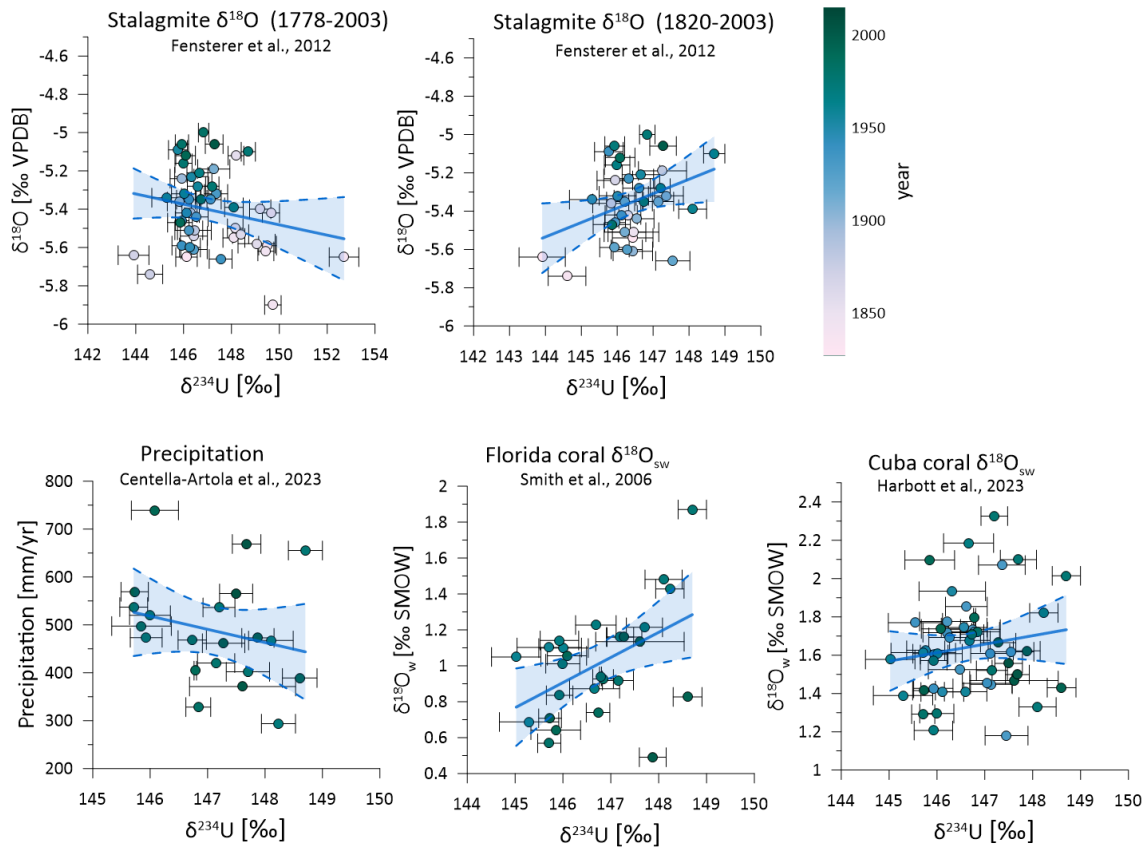 Stalagmite δ¹⁸O (1778-2003)
Fensterer et al., 2012
δ¹⁸O [‰ VPDB]
-4.6
-4.8
-5
-5.2
-5.4
-5.6
-5.8
-6
142 144 146 148 150 152 154
δ²³⁴U [‰]
Stalagmite δ¹⁸O (1820-2003)
Fensterer et al., 2012
δ¹⁸O [‰ VPDB]
-4.6
-4.8
-5
-5.2
-5.4
-5.6
-5.8
-6
142 143 144 145 146 147 148 149 150
δ²³⁴U [‰]
2000
1950
1900
1850
year
Precipitation
Centella-Artola et al., 2023
Precipitation [mm/yr]
800
700
600
500
400
300
200
145 146 147 148 149 150
δ²³⁴U [‰]
Florida coral δ¹⁸Osw
Smith et al., 2006
δ¹⁸Ow [‰ SMOW]
2
1.8
1.6
1.4
1.2
1
0.8
0.6
0.4
144 145 146 147 148 149 150
δ²³⁴U [‰]
Cuba coral δ¹⁸Osw
Harbott et al., 2023
δ¹⁸Ow [‰ SMOW]
2.4
2.2
2
1.8
1.6
1.4
1.2
1
144 145 146 147 148 149 150
δ²³⁴U [‰]